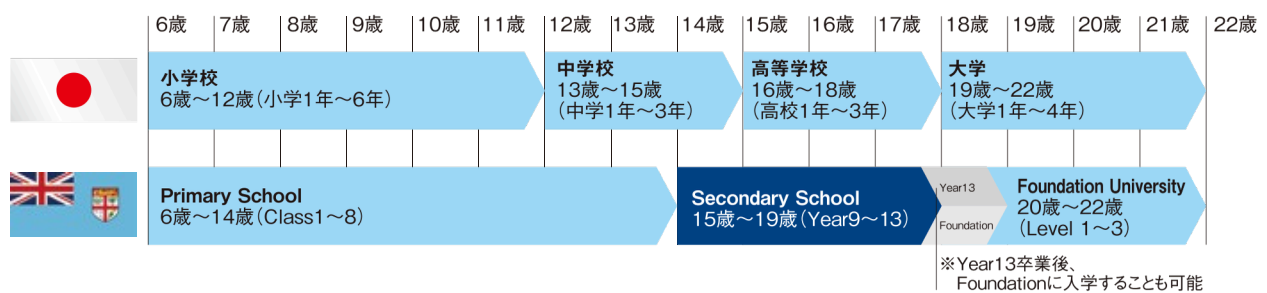 6歳 7歳 8歳 9歳 10歳 11歳 12歳 13歳 14歳 15歳 16歳 17歳 18歳 19歳 20歳 21歳 22歳
小学校
6歳～12歳（小学1年～6年）
中学校
13歳～15歳
（中学1年～3年）
高等学校
16歳～18歳
（高校1年～3年）
大学
19歳～22歳
（大学1年～4年）
Primary School
6歳～14歳（Class1～8）
Secondary School
15歳～19歳（Year9～13）
Year13
Foundation
Foundation University
20歳～22歳
（Level 1～3）
※Year13卒業後、
Foundationに入学することも可能